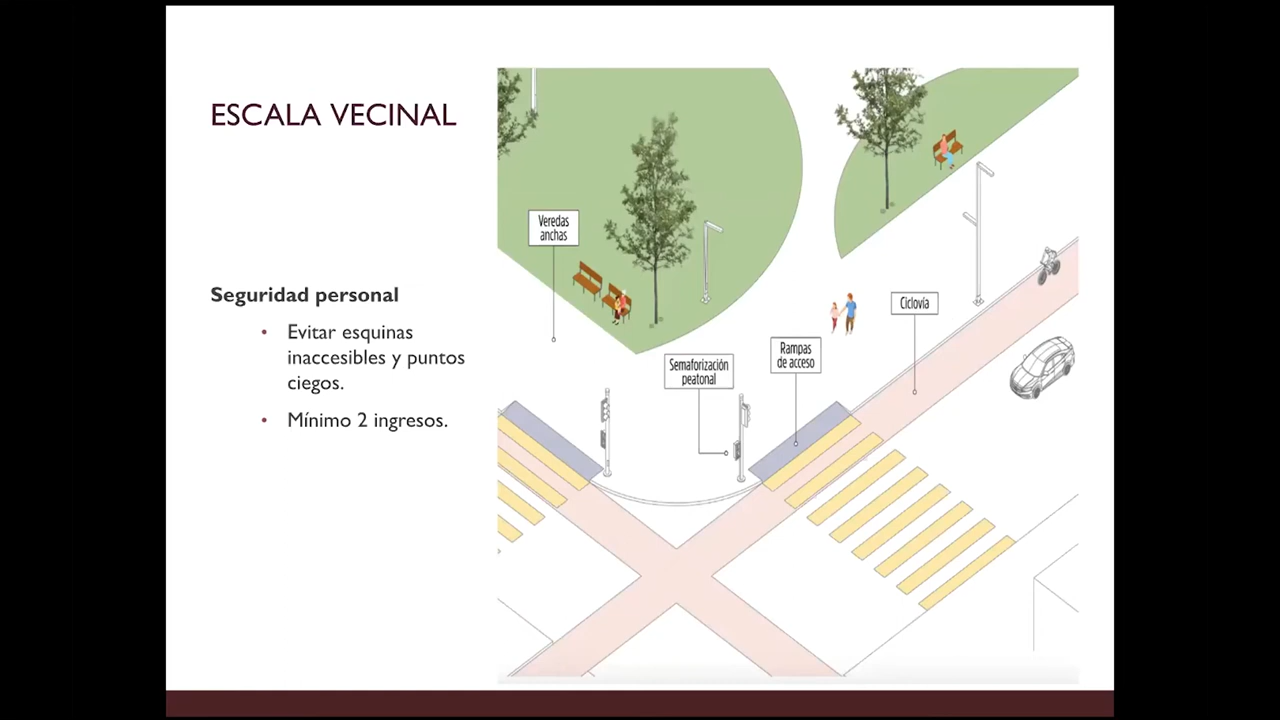 ESCALA VECINAL
Seguridad personal
• Evitar esquinas
inaccesibles y puntos
ciegos.
• Mínimo 2 ingresos.
Veredas
anchas
Semaforización
peatonal
Rampas
de acceso
Ciclovía